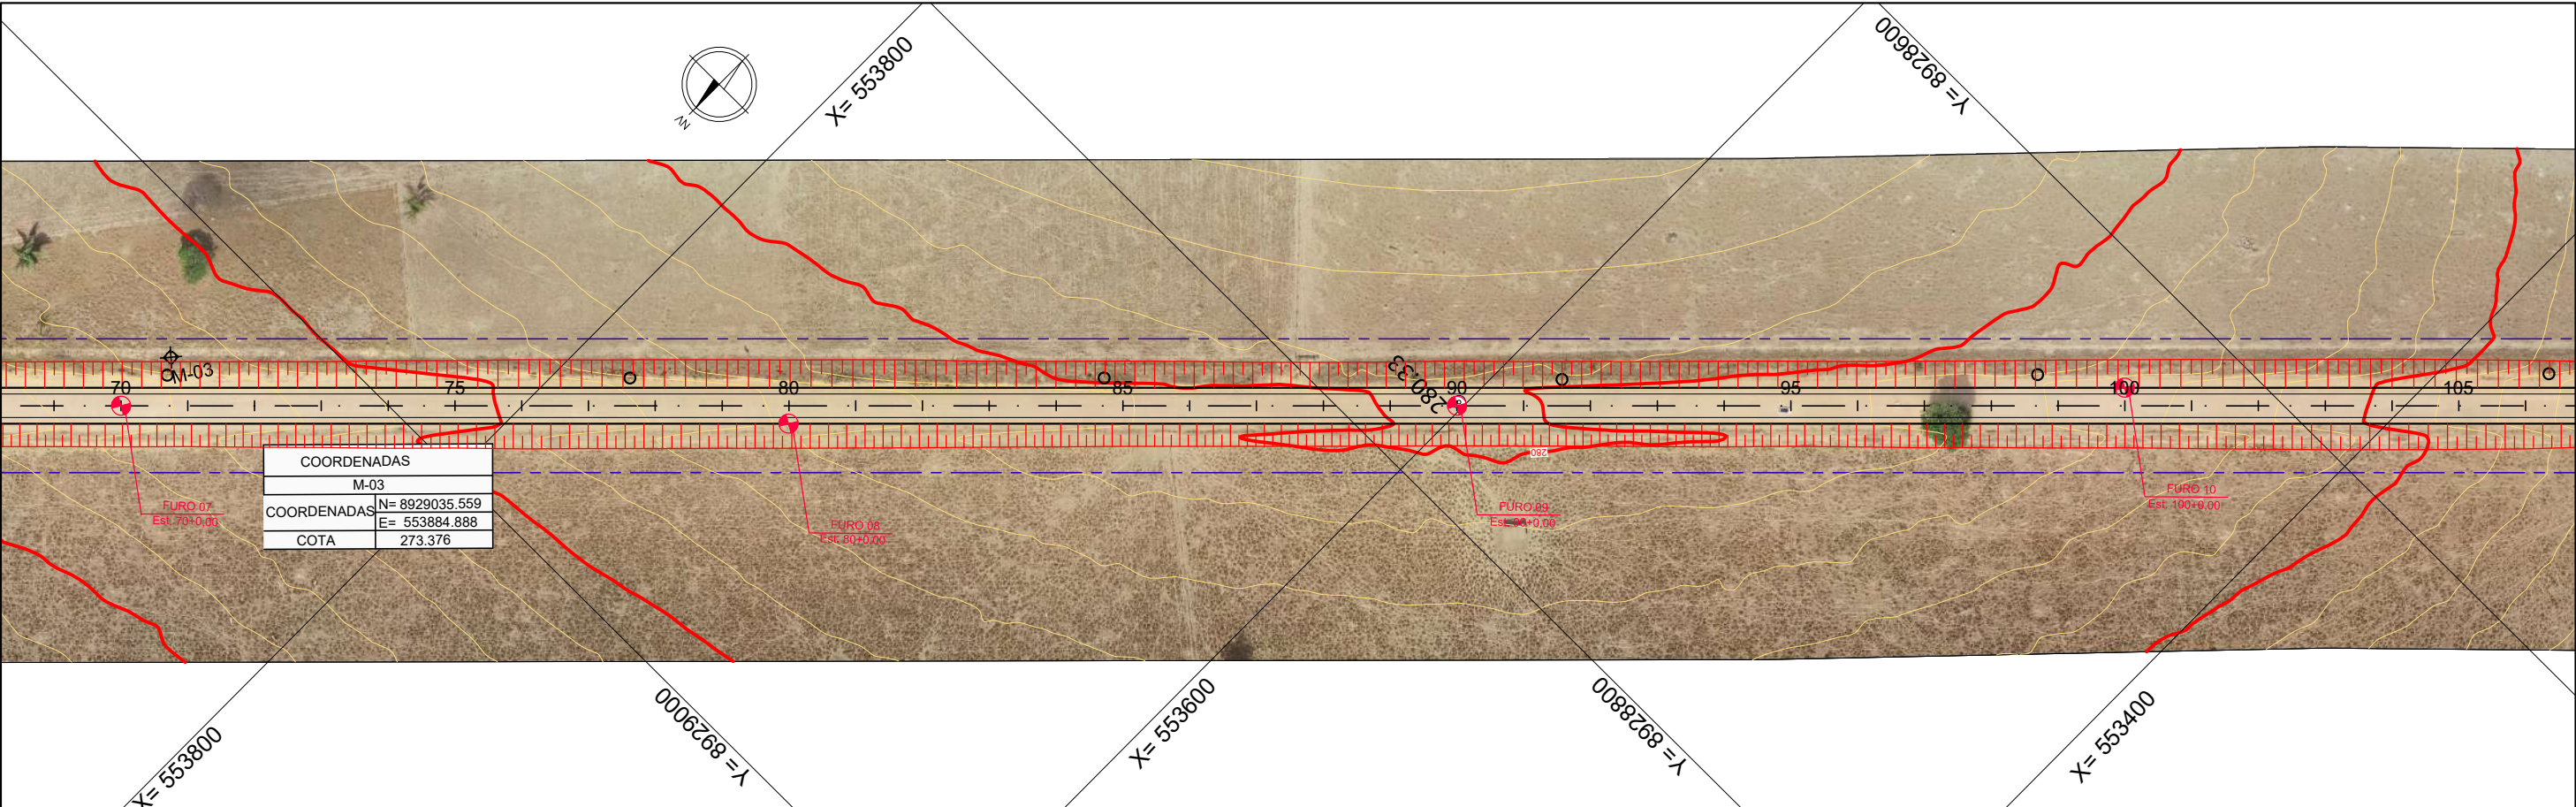 X= 553800
Y= 8928600
NV
M-03
280,33
70
75
80
85
90
95
100
105
280
COORDENADAS
M-03
COORDENADAS
N= 8929035.559
E= 553884.888
COTA
273.376
FURO 07
Est. 70+0,00
FURO 08
Est. 80+0,00
FURO 09
Est. 90+0,00
FURO 10
Est. 100+0,00
X= 553800
Y= 8929000
X= 553600
Y= 8928800
X= 553400